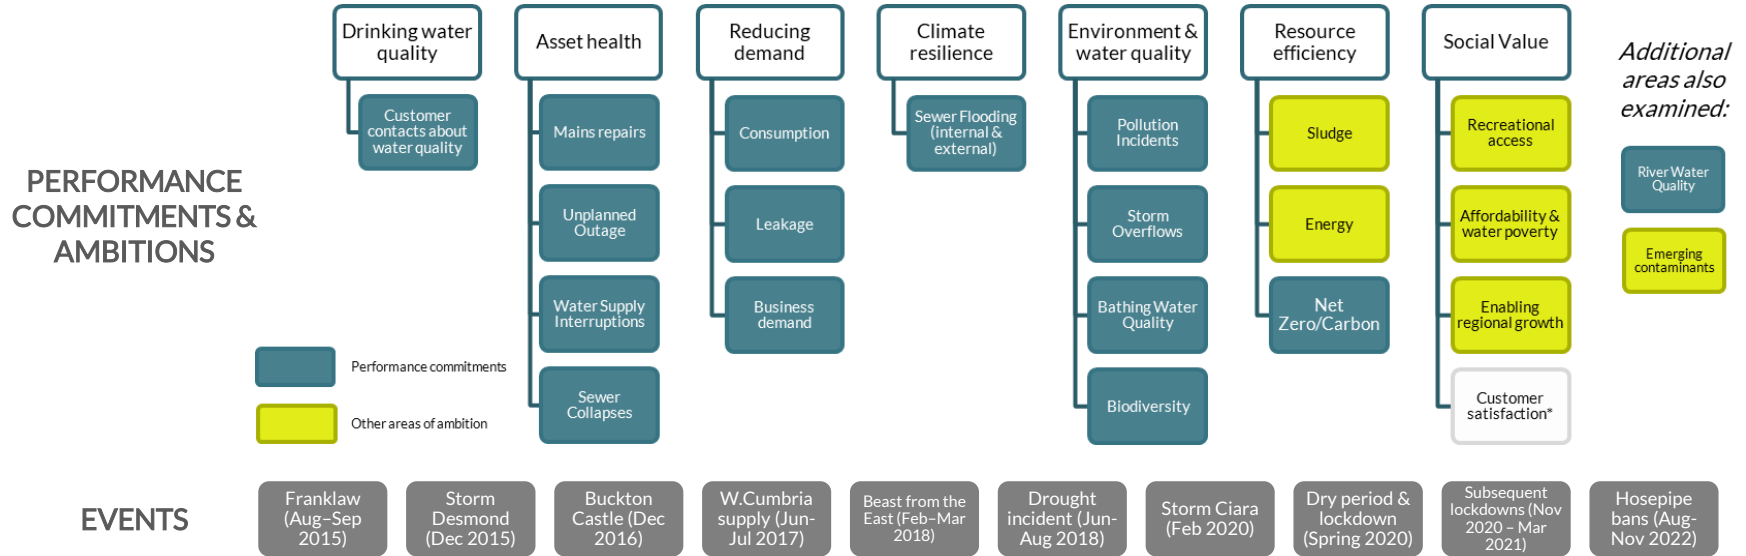 PERFORMANCE
COMMITMENTS &
AMBITIONS
Drinking water
quality
Customer
contacts about
water quality
Asset health
Mains repairs
Unplanned
Outage
Water Supply
Interruptions
Sewer
Collapses
Reducing
demand
Consumption
Leakage
Business
demand
Climate
resilience
Sewer Flooding
(internal &
external)
Environment &
water quality
Pollution
Incidents
Storm
Overflows
Bathing Water
Quality
Biodiversity
Resource
efficiency
Sludge
Energy
Net
Zero/Carbon
Social Value
Recreational
access
Affordability &
water poverty
Enabling
regional growth
Customer
satisfaction*
Additional
areas also
examined:
River Water
Quality
Emerging
contaminants
Performance commitments
Other areas of ambition
EVENTS
Franklaw
(Aug–Sep
2015)
Storm
Desmond
(Dec 2015)
Buckton
Castle (Dec
2016)
W.Cumbria
supply (Jun-
Jul 2017)
Beast from the
East (Feb–Mar
2018)
Drought
incident (Jun-
Aug 2018)
Storm Ciara
(Feb 2020)
Dry period &
lockdown
(Spring 2020)
Subsequent
lockdowns (Nov
2020 – Mar
2021)
Hosepipe
bans (Aug-
Nov 2022)